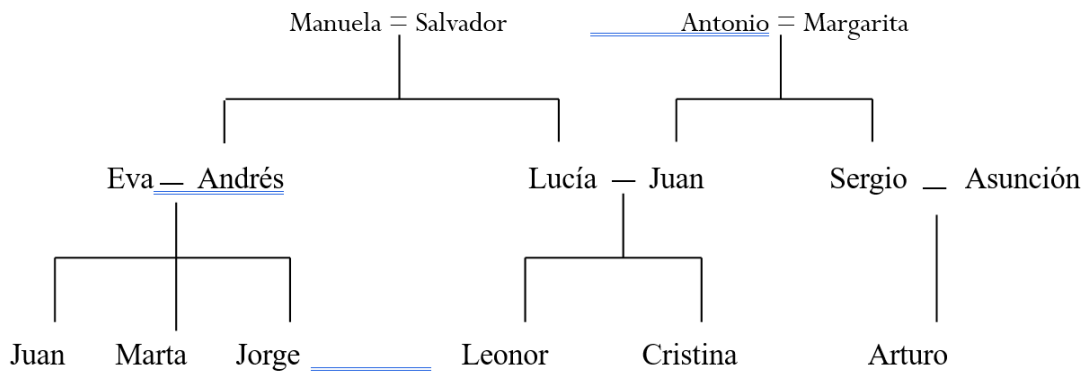 Manuela = Salvador Antonio = Margarita
Eva — Andrés Lucía — Juan Sergio — Asunción
Juan Marta Jorge Leonor Cristina Arturo